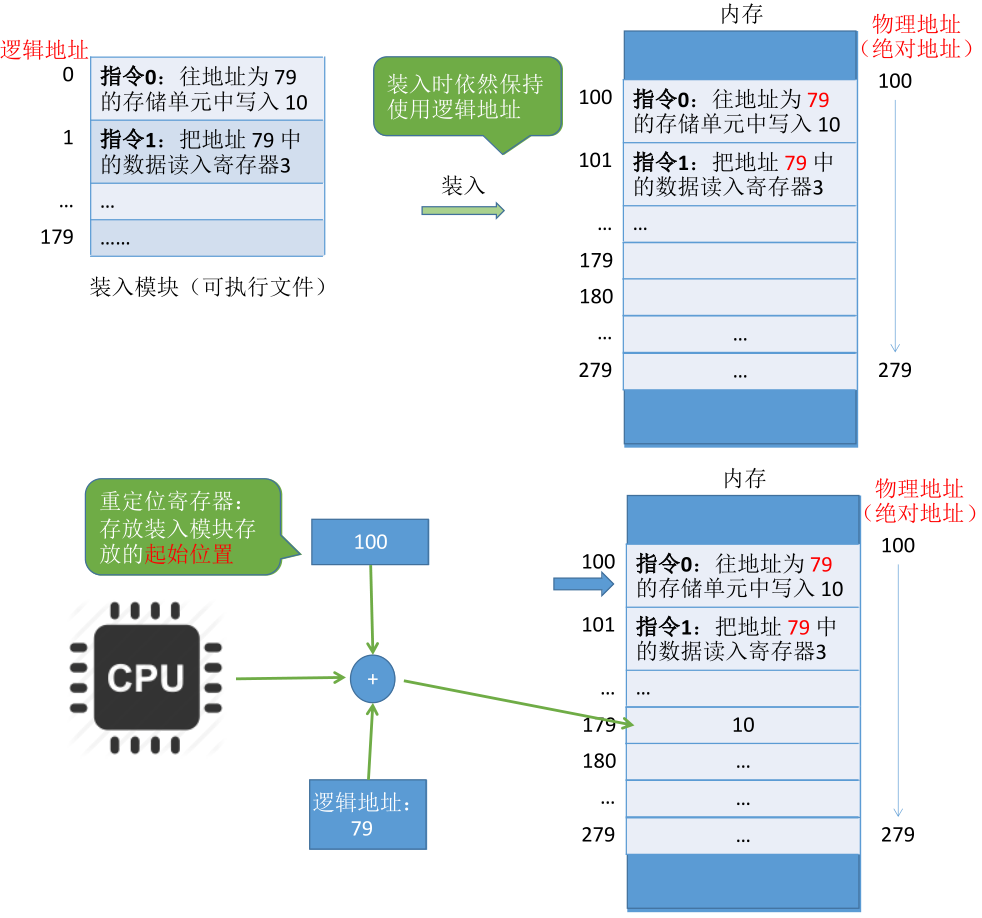 逻辑地址
0
指令0：往地址为 79
的存储单元中写入 10
1
指令1：把地址 79 中
的数据读入寄存器3
...
...
179
......
装入模块（可执行文件）
装入时依然保持
使用逻辑地址
装入
内存
物理地址
（绝对地址）
100
指令0：往地址为 79
的存储单元中写入 10
101
指令1：把地址 79 中
的数据读入寄存器3
...
...
179
180
...
...
279
...
100
279
重定位寄存器：
存放装入模块存
放的起始位置
100
CPU
+
逻辑地址：
79
内存
物理地址
（绝对地址）
100
指令0：往地址为 79
的存储单元中写入 10
101
指令1：把地址 79 中
的数据读入寄存器3
...
...
179
10
180
...
...
...
279
...
100
279